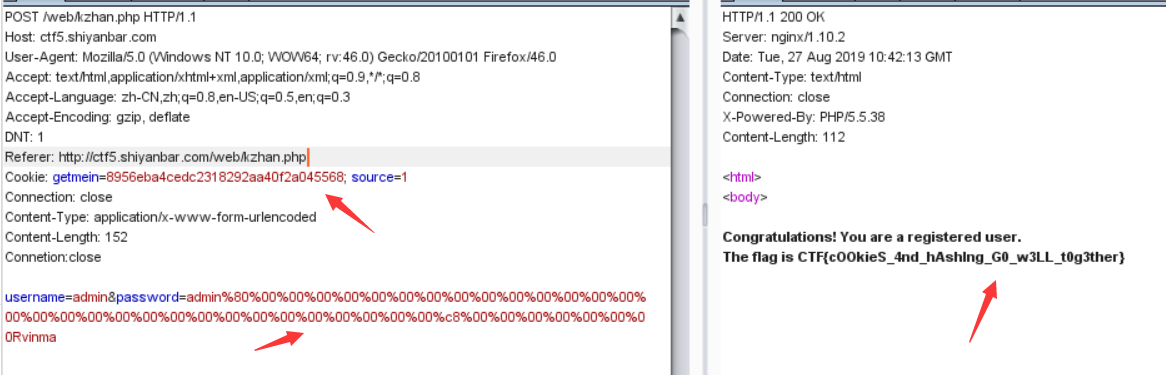 POST /web/kzhan.php HTTP/1.1
Host: ctf5.shiyanbar.com
User-Agent: Mozilla/5.0 (Windows NT 10.0; WOW64; rv:46.0) Gecko/20100101 Firefox/46.0
Accept: text/html,application/xhtml+xml,application/xml;q=0.9,*/*;q=0.8
Accept-Language: zh-CN,zh;q=0.8,en-US;q=0.5,en;q=0.3
Accept-Encoding: gzip, deflate
DNT: 1
Referer: http://ctf5.shiyanbar.com/web/kzhan.php
Cookie: getmein=8956eba4cedc2318292aa40f2a045568; source=1
Connection: close
Content-Type: application/x-www-form-urlencoded
Content-Length: 152
Connetion:close
username=admin&password=admin%80%00%00%00%00%00%00%00%00%00%00%00%00%00%00%00%
00%00%00%00%00%00%00%00%00%00%00%00%00%00%00%c8%00%00%00%00%00%00%0
0Rvinma
HTTP/1.1 200 OK
Server: nginx/1.10.2
Date: Tue, 27 Aug 2019 10:42:13 GMT
Content-Type: text/html
Connection: close
X-Powered-By: PHP/5.5.38
Content-Length: 112
<html>
<body>
Congratulations! You are a registered user.
The flag is CTF{cOOkieS_4nd_hAshIng_G0_w3LL_t0g3ther}